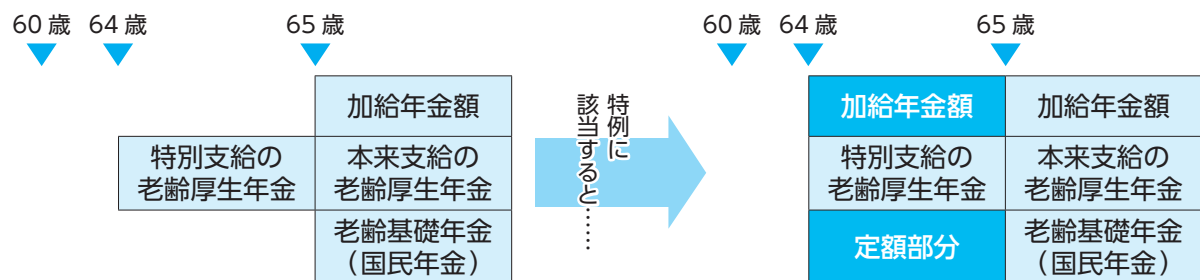 60歳
64歳
65歳
加給年金額
特別支給の
老齢厚生年金
本来支給の
老齢厚生年金
老齢基礎年金
（国民年金）
特例に
該当すると……
60歳
64歳
65歳
加給年金額
加給年金額
特別支給の
老齢厚生年金
本来支給の
老齢厚生年金
定額部分
老齢基礎年金
（国民年金）